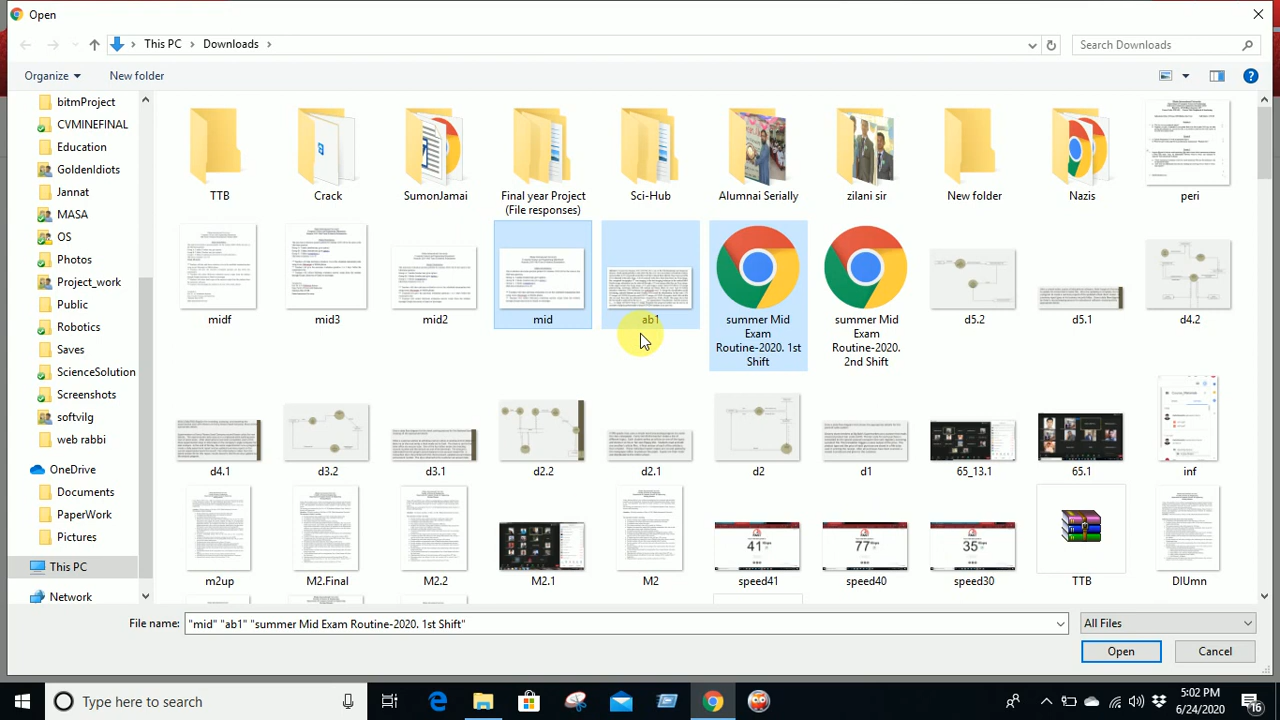 Open
This PC
Downloads
Search Downloads
Organize
New folder
bitmProject
CVMINEFINAL
Education
GoldenIdiots
Jannat
MASA
OS
Photos
Project_work
Public
Robotics
Saves
ScienceSolution
Screenshots
softvilg
web rabbi
OneDrive
Documents
PaperWork
Pictures
This PC
Network
TTB
Crack
SumonJamai
Final year Project
(File responses)
Sci-Hub
Alumnai Serially
zilani sir
New folder
Nazis
peri
midf
mid3
mid2
mid
ab1
summer Mid
Exam
Routine-2020. 1st
Shift
summer Mid
Exam
Routine-2020.
2nd Shift
d5.2
d5.1
d4.2
d4.1
d3.2
d3.1
d2.2
d2.1
d2
d1
65_13.1
65.1
inf
m2up
M2.Final
M2.2
M2.1
M2
41
speed41
77
speed40
35
speed30
TTB
DIUmn
File name:
"mid" "ab1" "summer Mid Exam Routine-2020. 1st Shift"
All Files
Open
Cancel
Type here to search
5:02 PM
6/24/2020
16